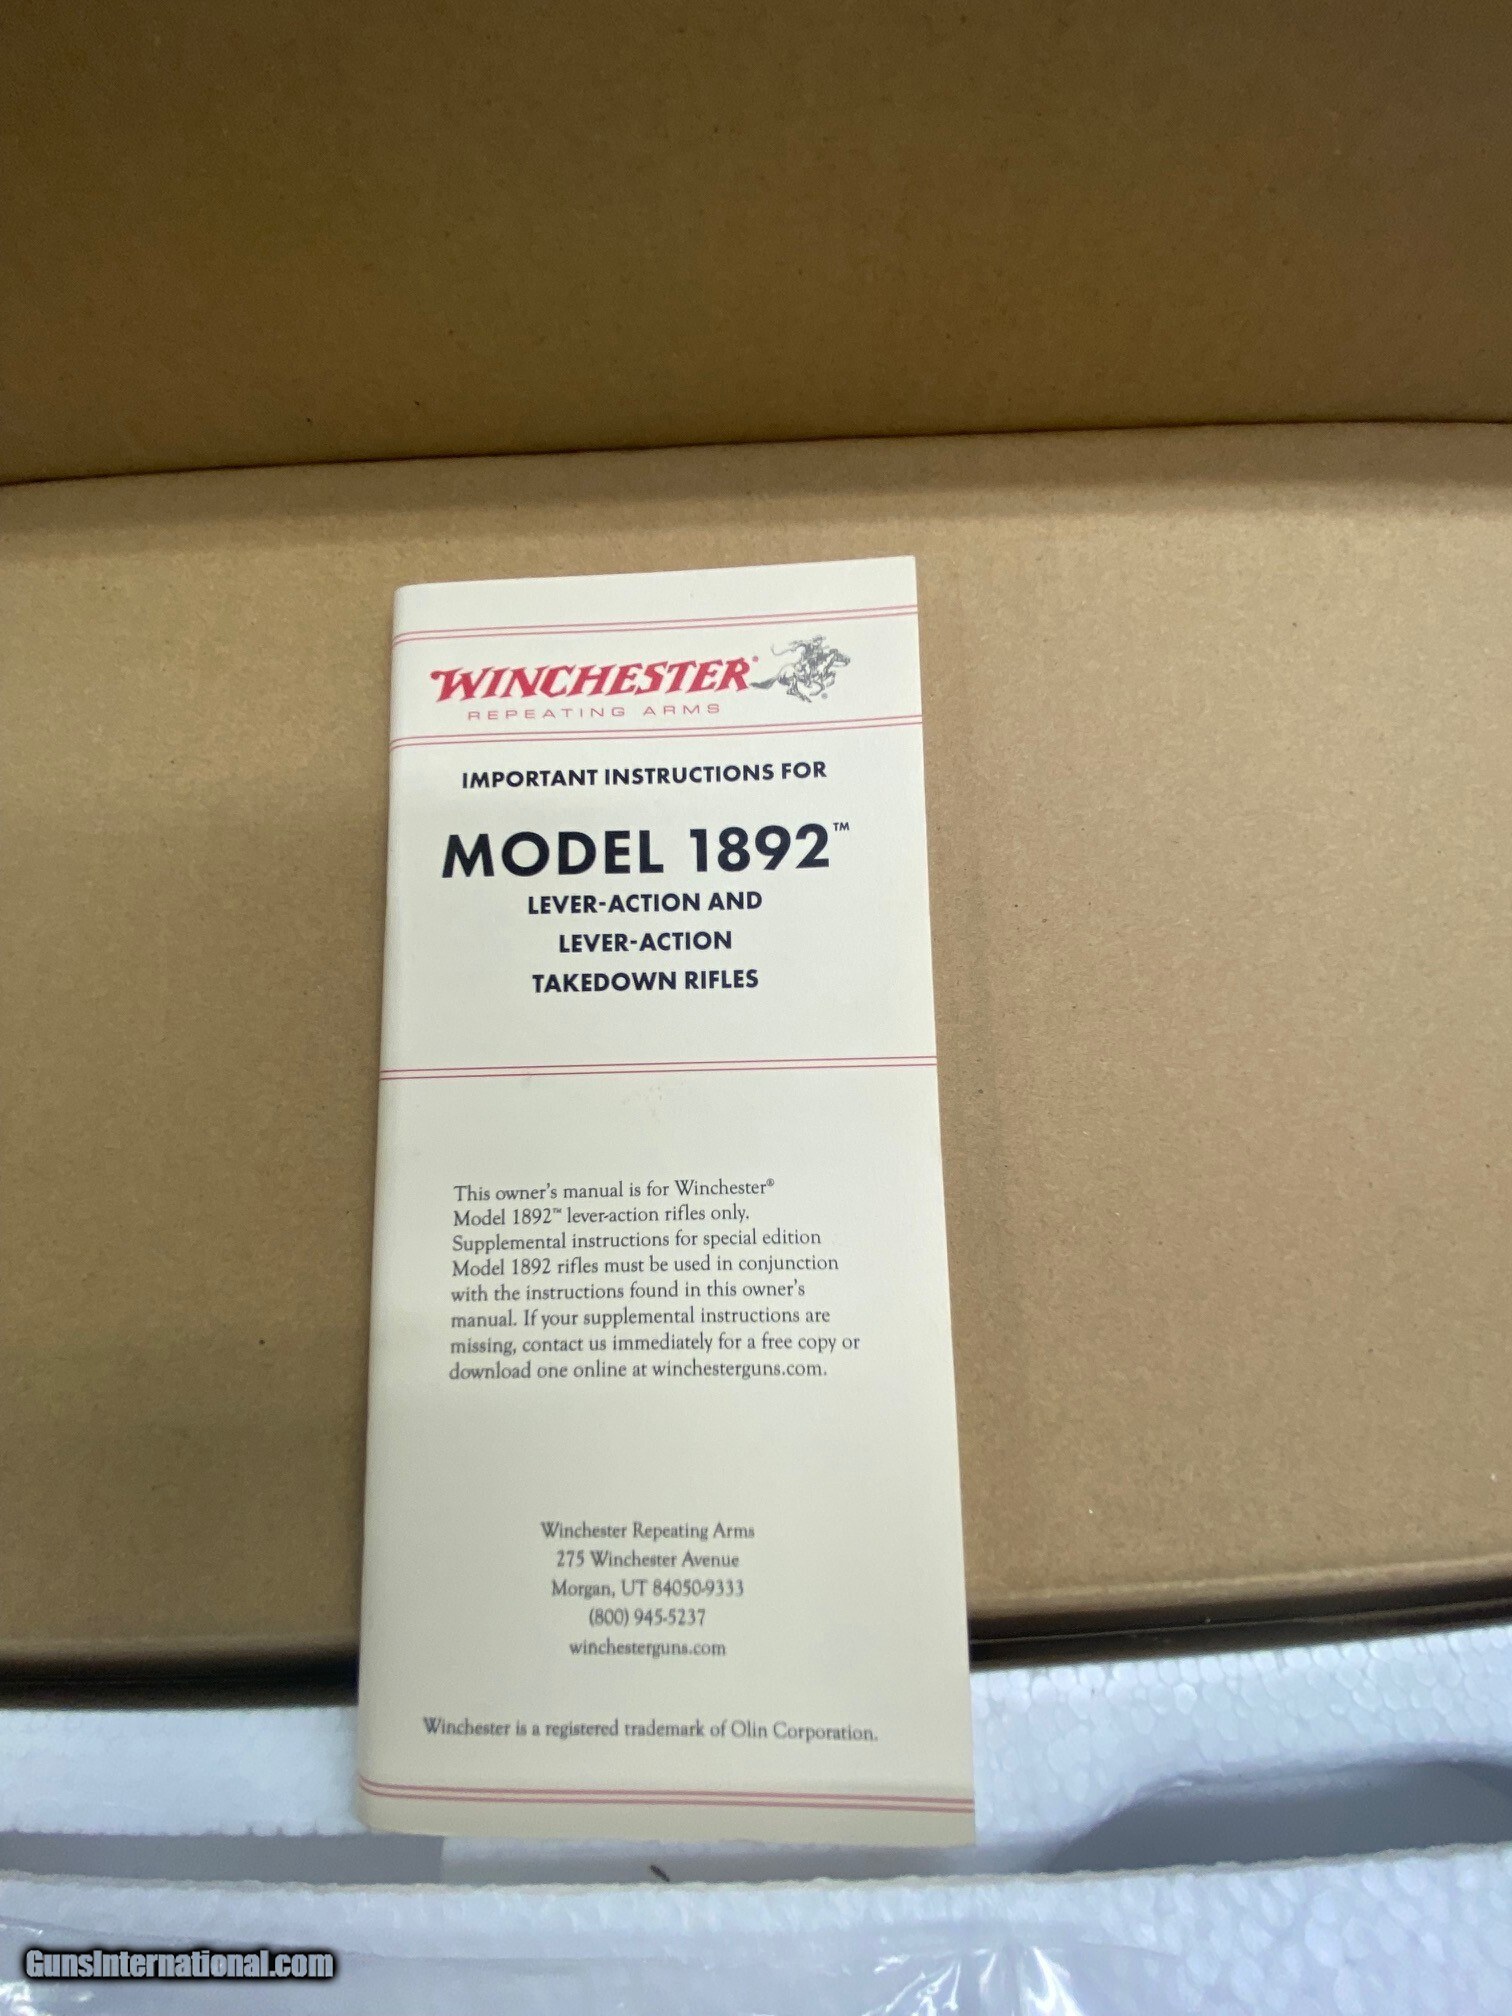 WINCHESTER®
REPEATING ARMS
IMPORTANT INSTRUCTIONS FOR
MODEL 1892™
LEVER-ACTION AND
LEVER-ACTION
TAKEDOWN RIFLES
This owner's manual is for Winchester®
Model 1892™ lever-action rifles only.
Supplemental instructions for special edition
Model 1892 rifles must be used in conjunction
with the instructions found in this owner's
manual. If your supplemental instructions are
missing, contact us immediately for a free copy or
download one online at winchesterguns.com.
Winchester Repeating Arms
275 Winchester Avenue
Morgan, UT 84050-9333
(800) 945-5237
winchesterguns.com
Winchester is a registered trademark of Olin Corporation.
GunsInternational.com